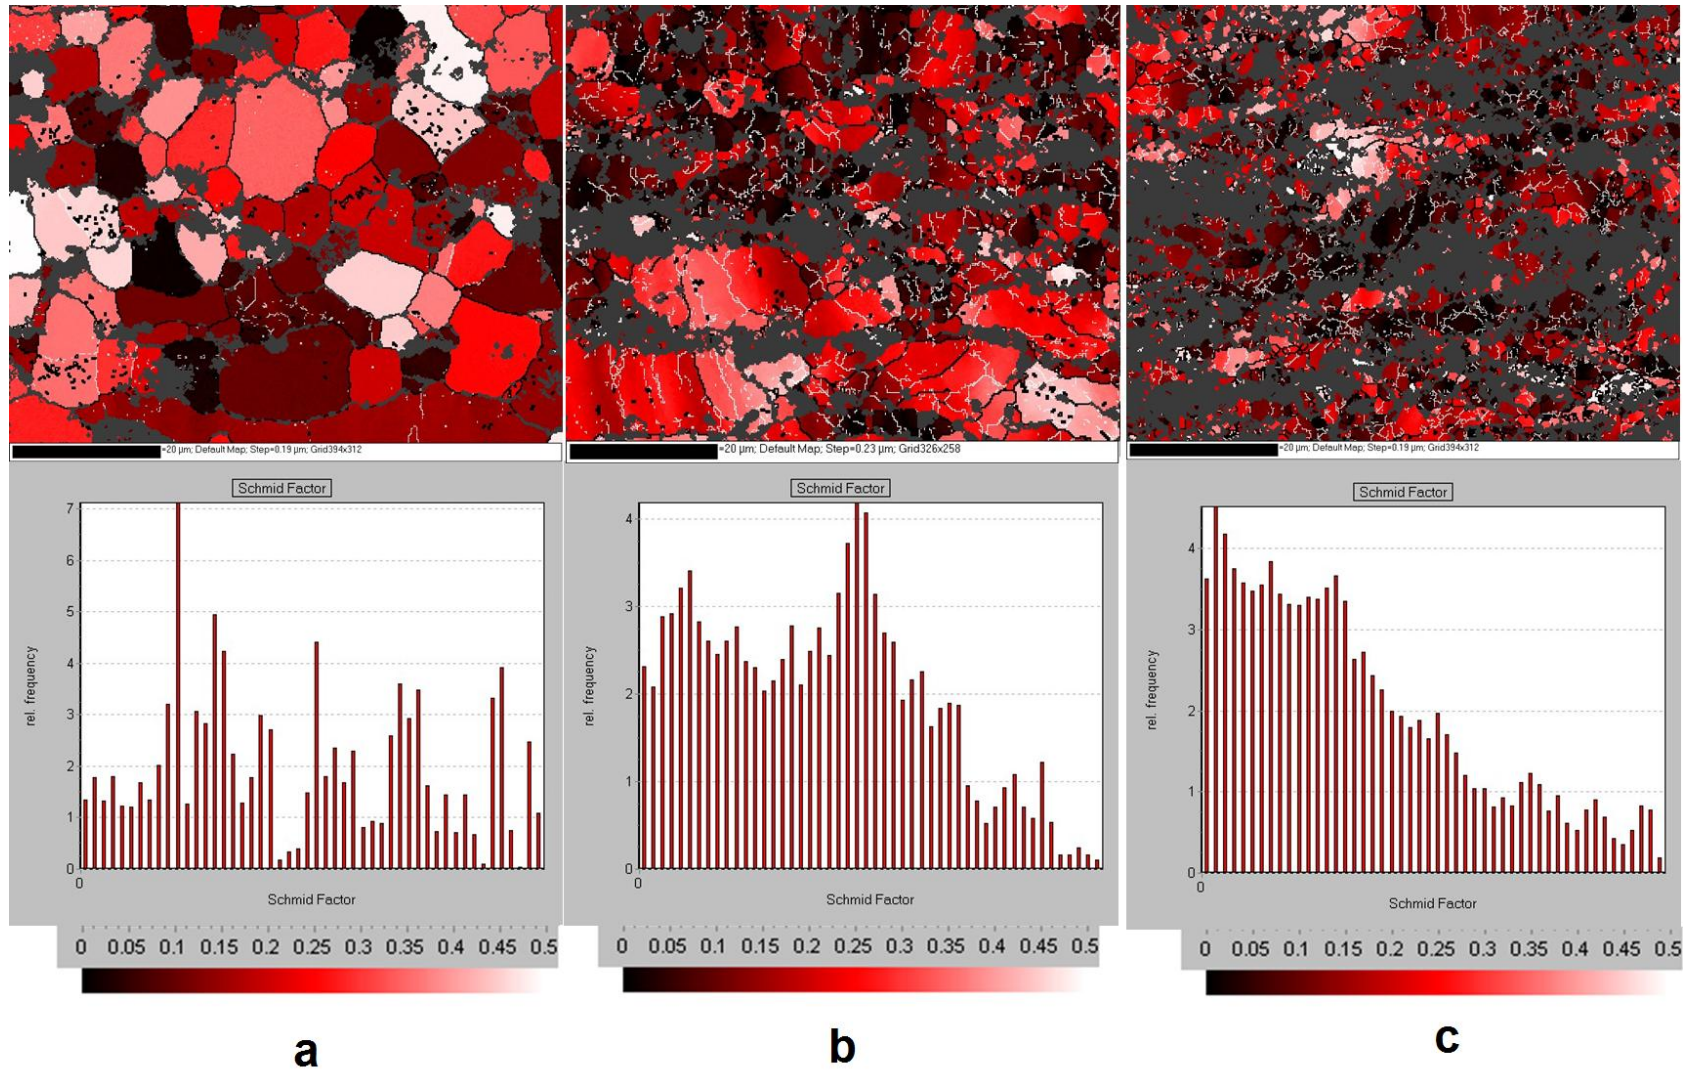 =20 µm; Default Map; Step=0.19 µm; Grid394x312
=20 µm; Default Map; Step=0.23 µm; Grid326x258
=20 µm; Default Map; Step=0.19 µm; Grid394x312
Schmid Factor
7
6
5
4
3
2
1
0
rel. frequency
0
Schmid Factor
0 0.05 0.1 0.15 0.2 0.25 0.3 0.35 0.4 0.45 0.5
a
Schmid Factor
4
3
2
1
0
rel. frequency
0
Schmid Factor
0 0.05 0.1 0.15 0.2 0.25 0.3 0.35 0.4 0.45 0.5
b
Schmid Factor
4
3
2
1
0
rel. frequency
0
Schmid Factor
0 0.05 0.1 0.15 0.2 0.25 0.3 0.35 0.4 0.45 0.5
c